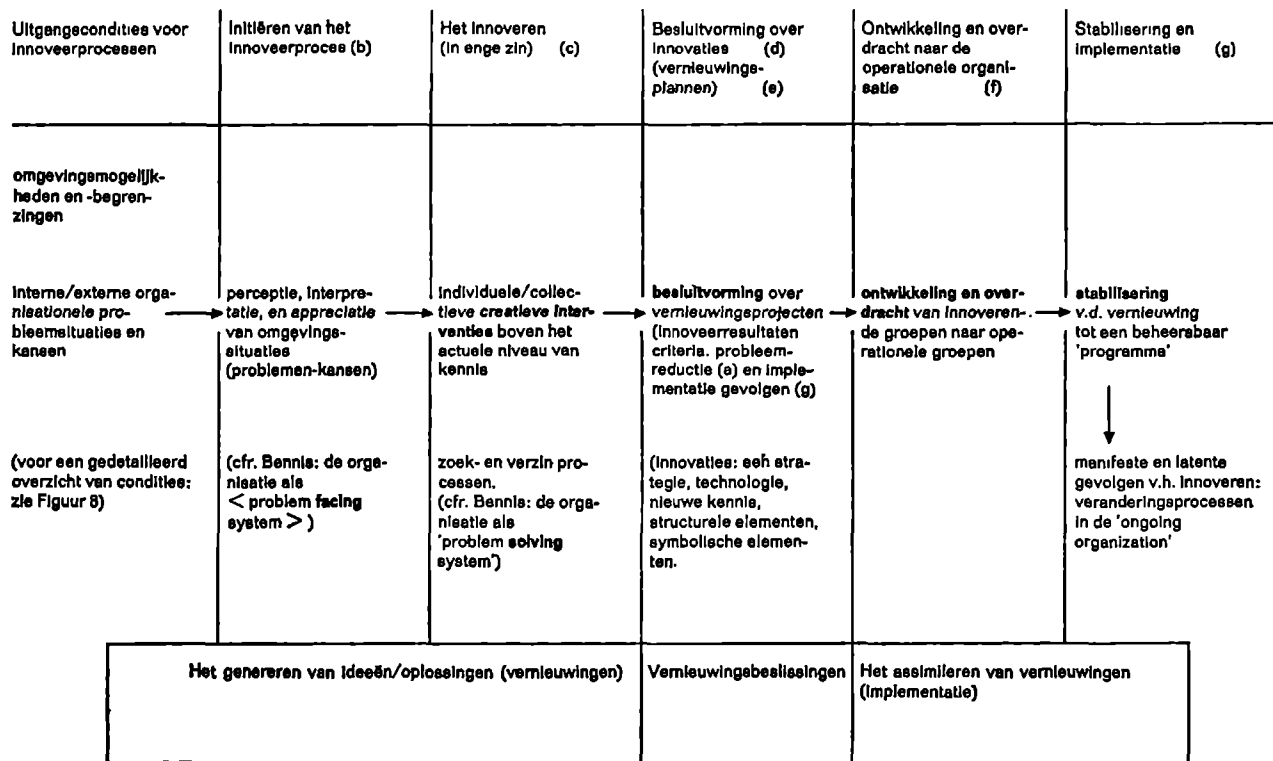 Uitgangscondities voor
innoveerprocessen
Initiëren van het
innoveerproces (b)
Het innoveren
(in enge zin) (c)
Besluitvorming over
innovaties (d)
(vernieuwings-
plannen) (e)
Ontwikkeling en over-
dracht naar de
operationele organi-
satie (f)
Stabilisering en
implementatie (g)
omgevingsmogelijk-
heden en -begren-
zingen
interne/externe orga-
nisationele pro-
bleemsituaties en
kansen
perceptie, interpre-
tatie, en appreciatie
van omgevings-
situaties
(problemen-kansen)
individuele/collec-
tieve creatieve inter-
venties boven het
actuele niveau van
kennis
besluitvorming over
vernieuwingsprojecten
(innoveerresultaten
criteria. probleem-
reductie (a) en imple-
mentatie gevolgen (g)
ontwikkeling en over-
dracht van innoveren-
de groepen naar ope-
rationele groepen
stabilisering
v.d. vernieuwing
tot een beheersbaar
'programma'
(voor een gedetailleerd
overzicht van condities:
zie Figuur 8)
(cfr. Bennis: de orga-
nisatie als
< problem facing
system > )
zoek- en verzin pro-
cessen.
(cfr. Bennis: de orga-
nisatie als
'problem solving
system')
(innovaties: een stra-
tegie, technologie,
nieuwe kennis,
structurele elementen,
symbolische elemen-
ten.
manifeste en latente
gevolgen v.h. innoveren:
veranderingsprocessen
in de 'ongoing
organization'
Het genereren van ideeën/oplossingen (vernieuwingen)
Vernieuwingsbeslissingen
Het assimileren van vernieuwingen
(implementatie)